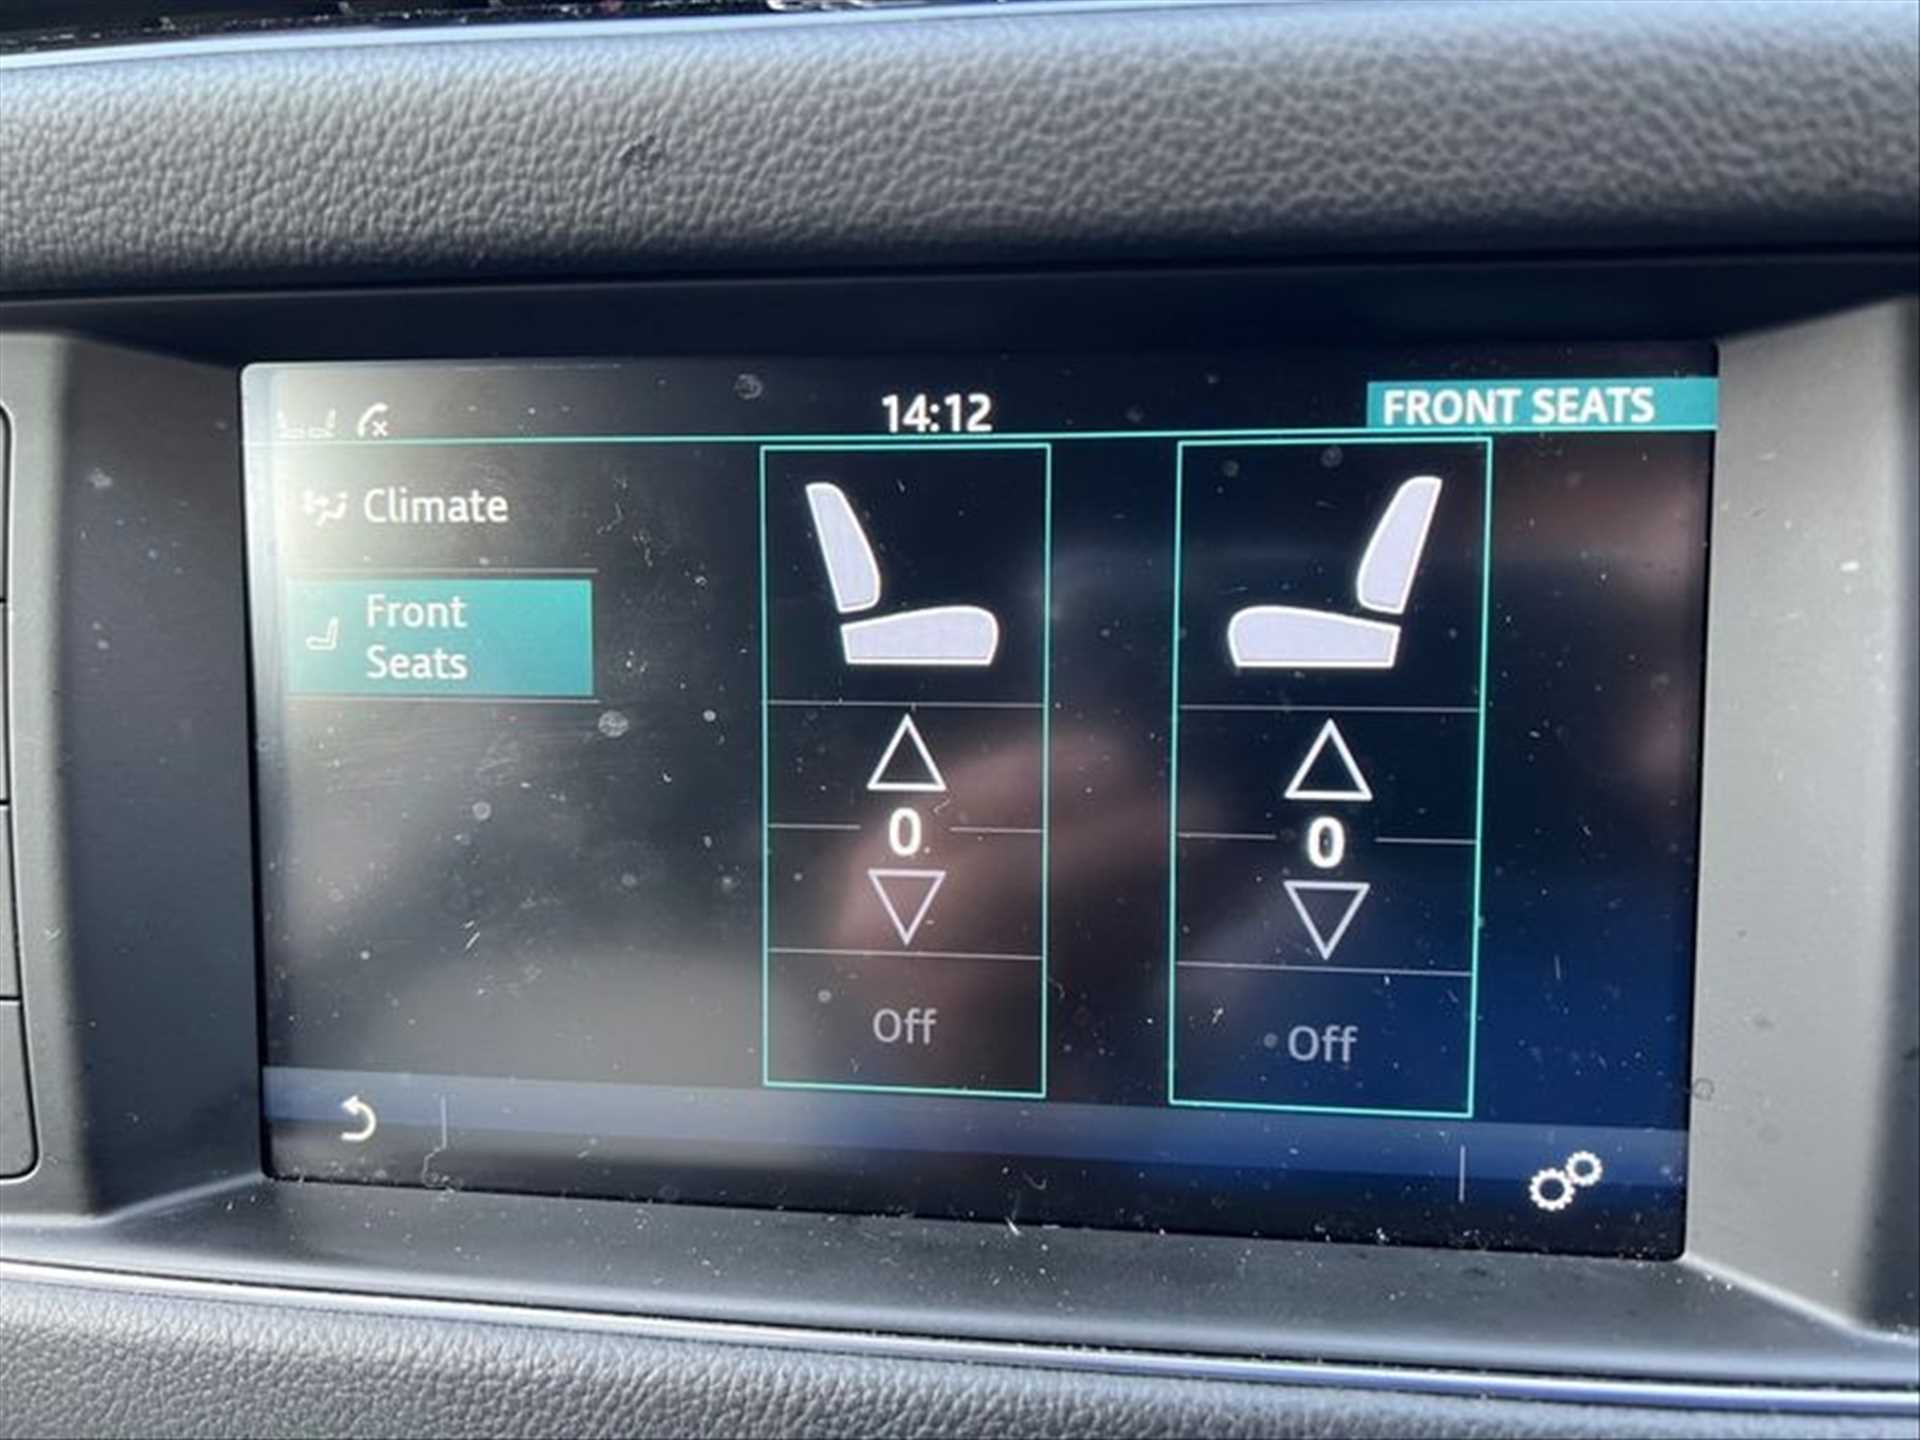 14:12
FRONT SEATS
Climate
Front
Seats
0
0
Off
Off